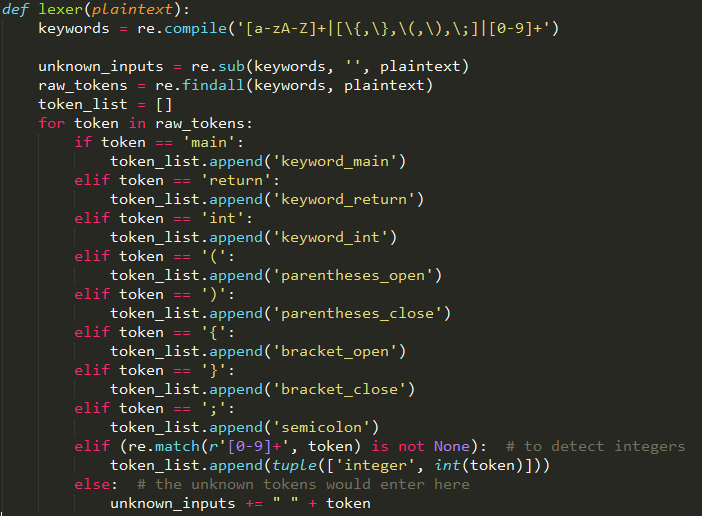 def lexer(plaintext):
    keywords = re.compile('[a-zA-Z]+|[\{,\},\(,\),\;]|[0-9]+')

    unknown_inputs = re.sub(keywords, '', plaintext)
    raw_tokens = re.findall(keywords, plaintext)
    token_list = []
    for token in raw_tokens:
        if token == 'main':
            token_list.append('keyword_main')
        elif token == 'return':
            token_list.append('keyword_return')
        elif token == 'int':
            token_list.append('keyword_int')
        elif token == '(':
            token_list.append('parentheses_open')
        elif token == ')':
            token_list.append('parentheses_close')
        elif token == '{':
            token_list.append('bracket_open')
        elif token == '}':
            token_list.append('bracket_close')
        elif token == ';':
            token_list.append('semicolon')
        elif (re.match(r'[0-9]+', token) is not None):  # to detect integers
            token_list.append(tuple(['integer', int(token)]))
        else:  # the unknown tokens would enter here
            unknown_inputs += " " + token